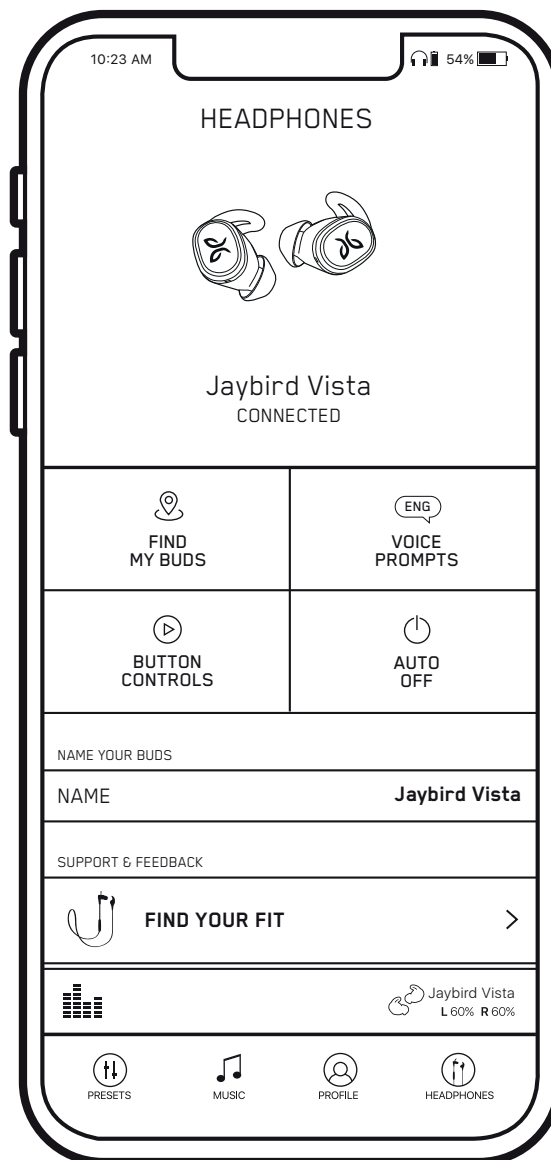 10:23 AM
54%
HEADPHONES
Jaybird Vista
CONNECTED
FIND
MY BUDS
ENG
VOICE
PROMPTS
BUTTON
CONTROLS
AUTO
OFF
NAME YOUR BUDS
NAME
Jaybird Vista
SUPPORT & FEEDBACK
FIND YOUR FIT
Jaybird Vista
L 60% R 60%
PRESETS
MUSIC
PROFILE
HEADPHONES